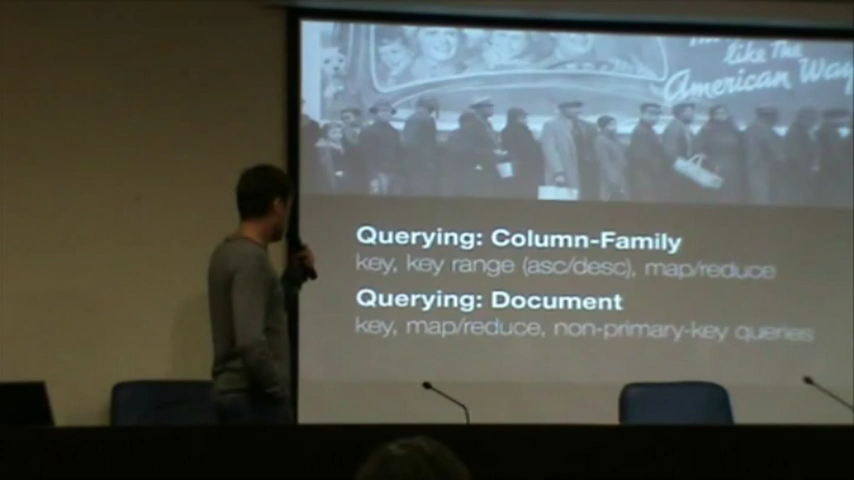 like The
American Way
Querying: Column-Family
key, key range (asc/desc), map/reduce
Querying: Document
key, map/reduce, non-primary-key queries